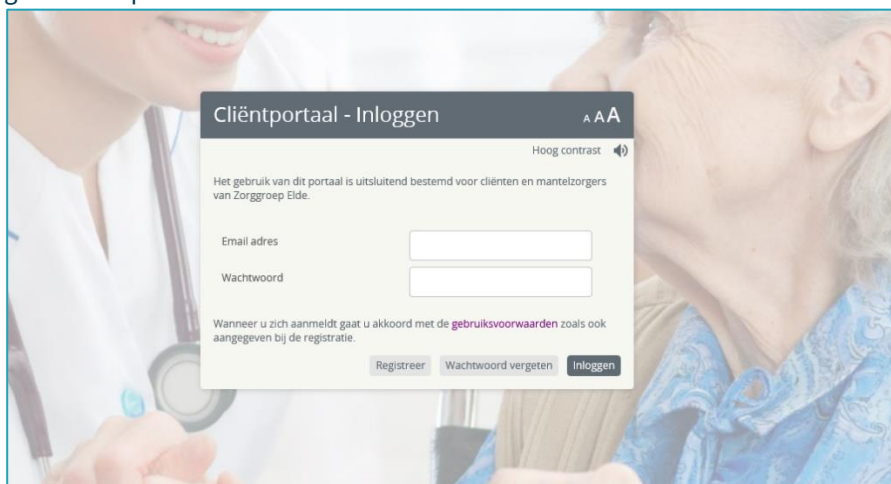 Cliëntportaal - Inloggen A A A
Hoog contrast
Het gebruik van dit portaal is uitsluitend bestemd voor cliënten en mantelzorgers
van Zorggroep Elde.
Email adres
Wachtwoord
Wanneer u zich aanmeldt gaat u akkoord met de gebruiksvoorwaarden zoals ook
aangegeven bij de registratie.
Registreer Wachtwoord vergeten Inloggen